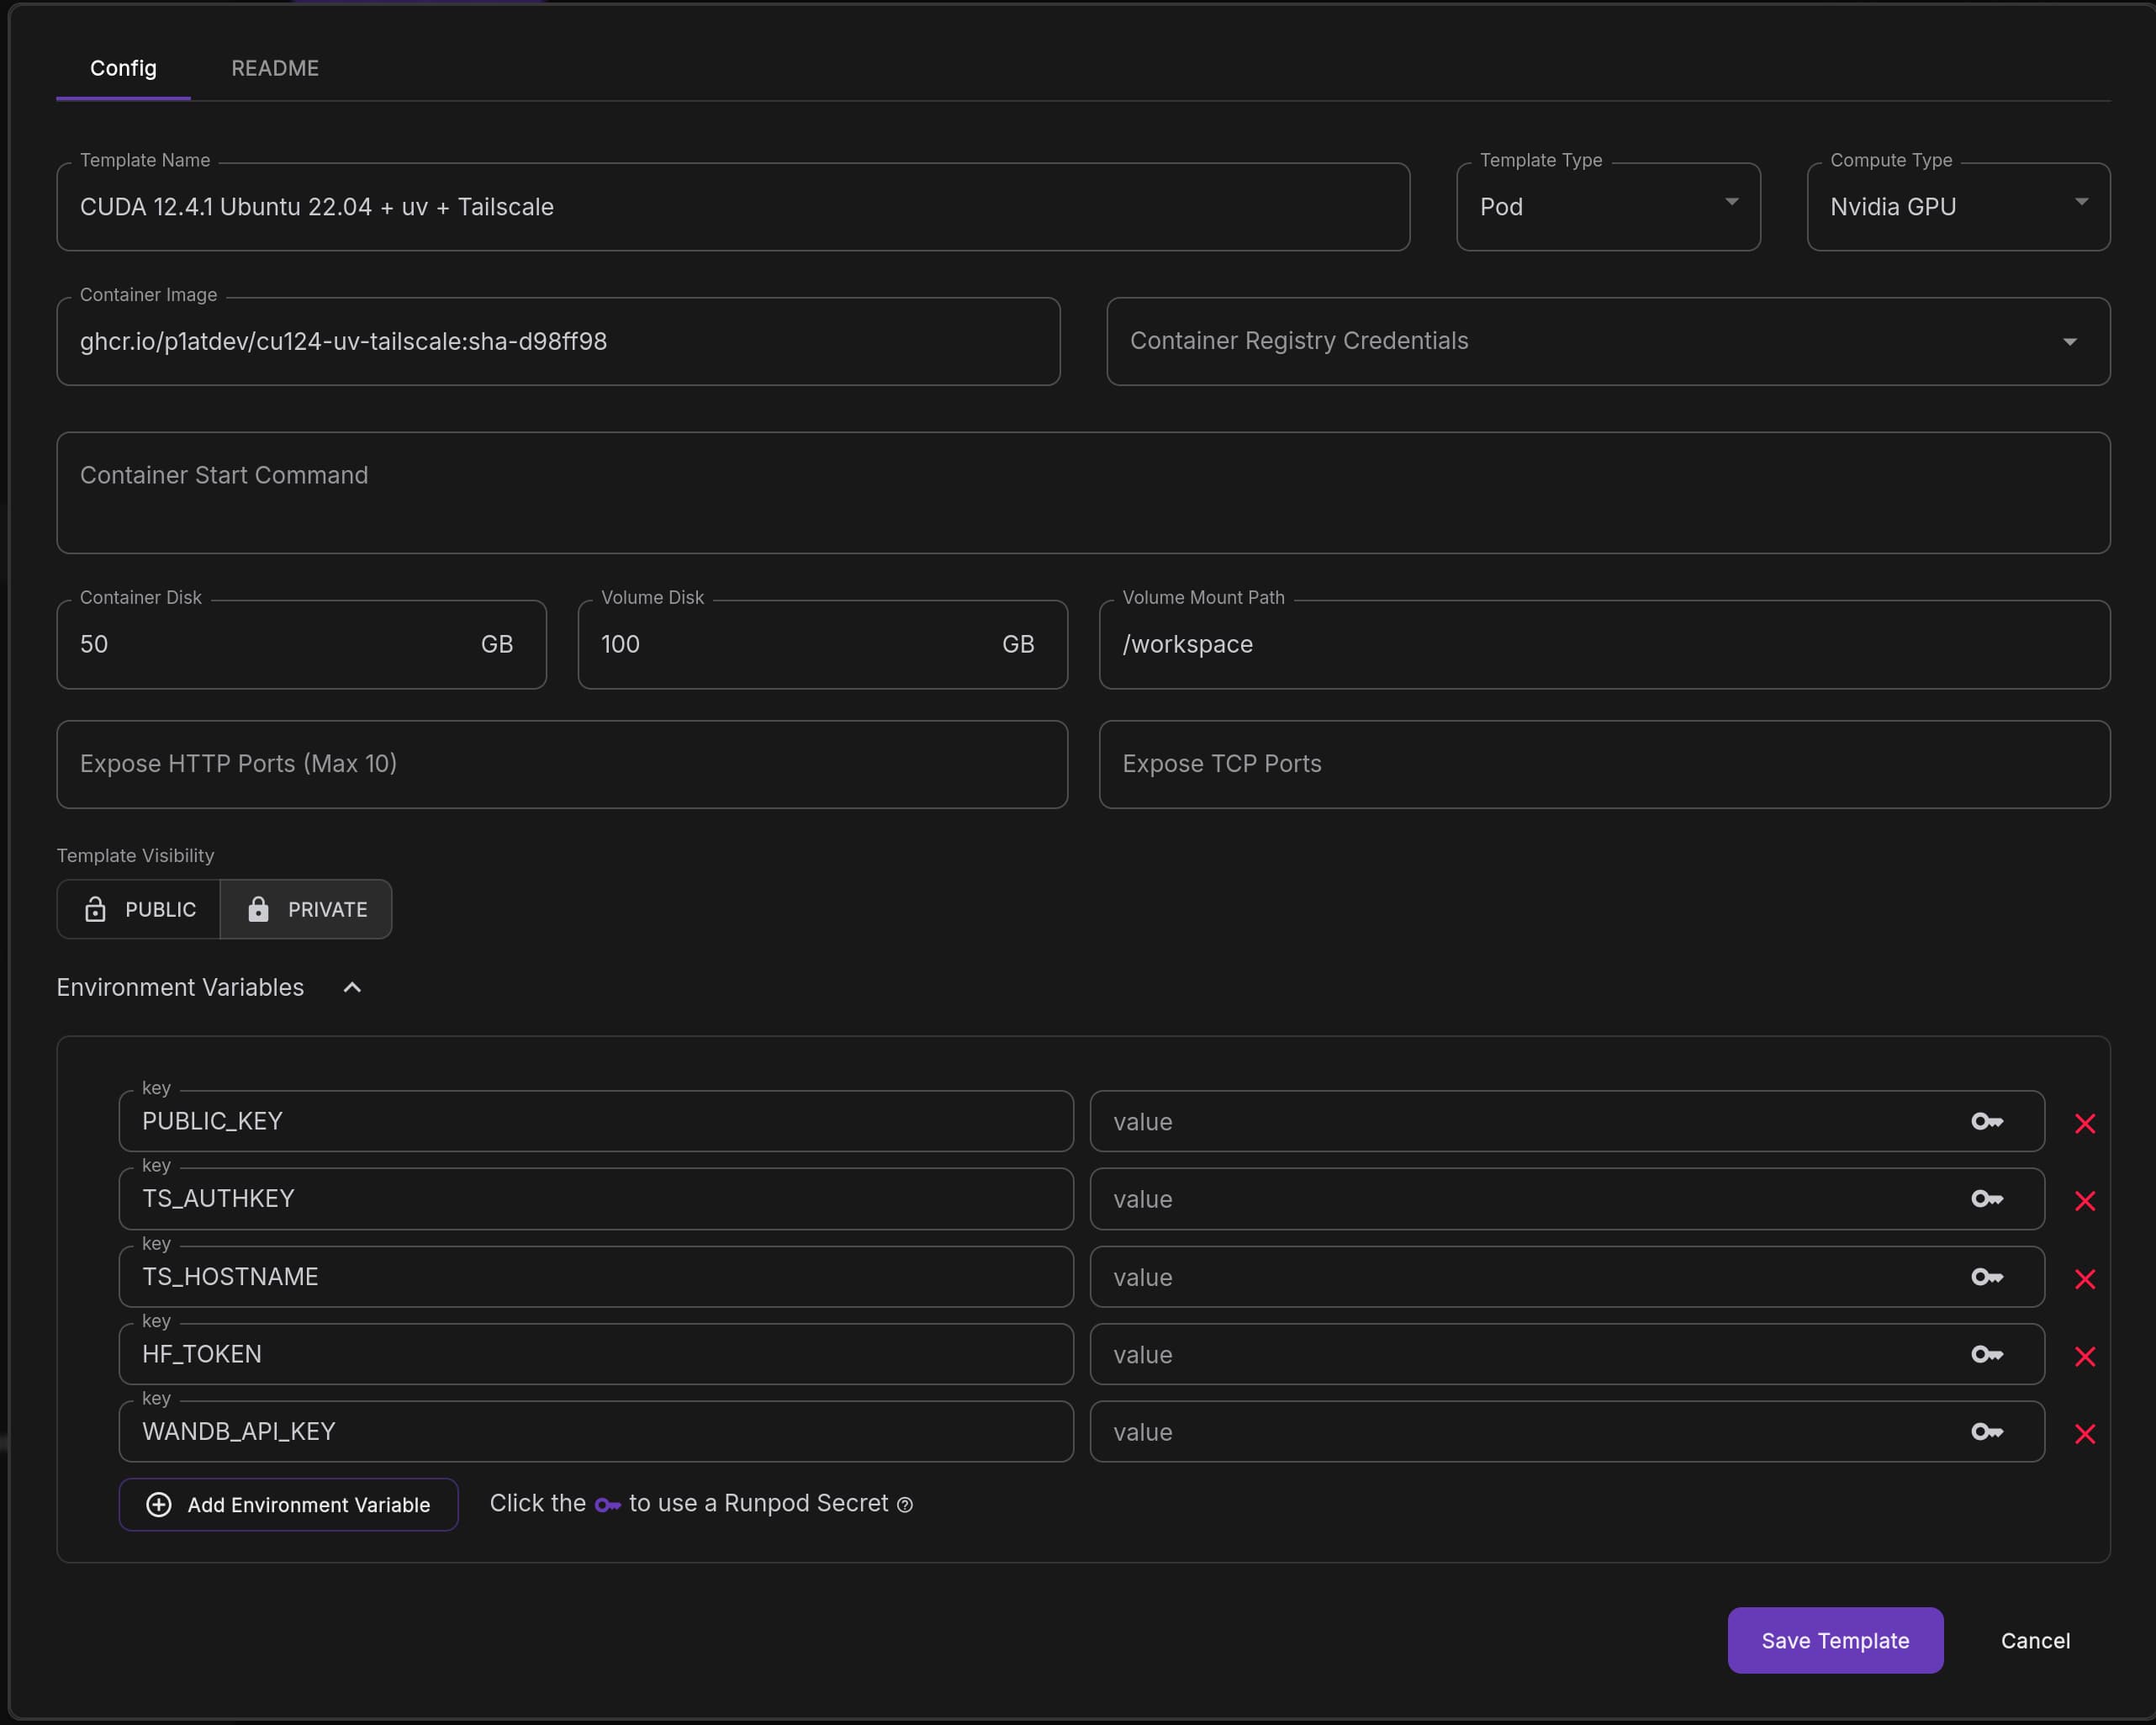 Config README
Template Name
CUDA 12.4.1 Ubuntu 22.04 + uv + Tailscale
Template Type
Pod
Compute Type
Nvidia GPU
Container Image
ghcr.io/p1atdev/cu124-uv-tailscale:sha-d98ff98
Container Registry Credentials
Container Start Command
Container Disk
50 GB
Volume Disk
100 GB
Volume Mount Path
/workspace
Expose HTTP Ports (Max 10)
Expose TCP Ports
Template Visibility
PUBLIC PRIVATE
Environment Variables
key
PUBLIC_KEY value
key
TS_AUTHKEY value
key
TS_HOSTNAME value
key
HF_TOKEN value
key
WANDB_API_KEY value
Add Environment Variable Click the to use a Runpod Secret
Save Template Cancel